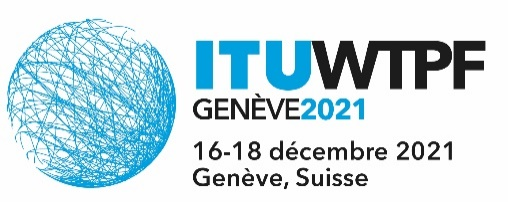 ITUWTPF
GENÈVE2021
16-18 décembre 2021
Genève, Suisse